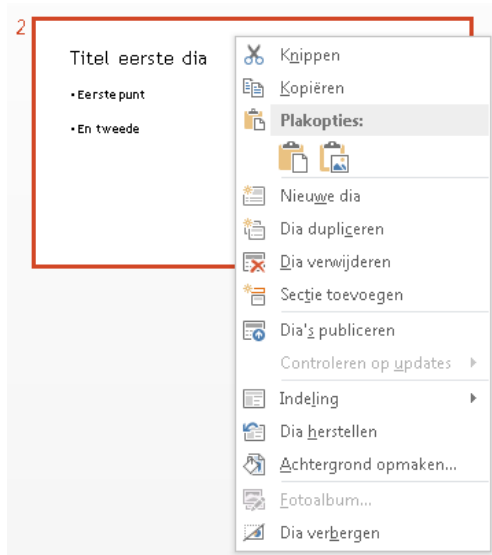 2
Titel eerste dia
• Eerste punt
• En tweede
Knippen
Kopiëren
Plakopties:
Nieuwe dia
Dia dupliceren
Dia verwijderen
Sectie toevoegen
Dia's publiceren
Controleren op updates
Indeling
Dia herstellen
Achtergrond opmaken...
Fotoalbum...
Dia verbergen